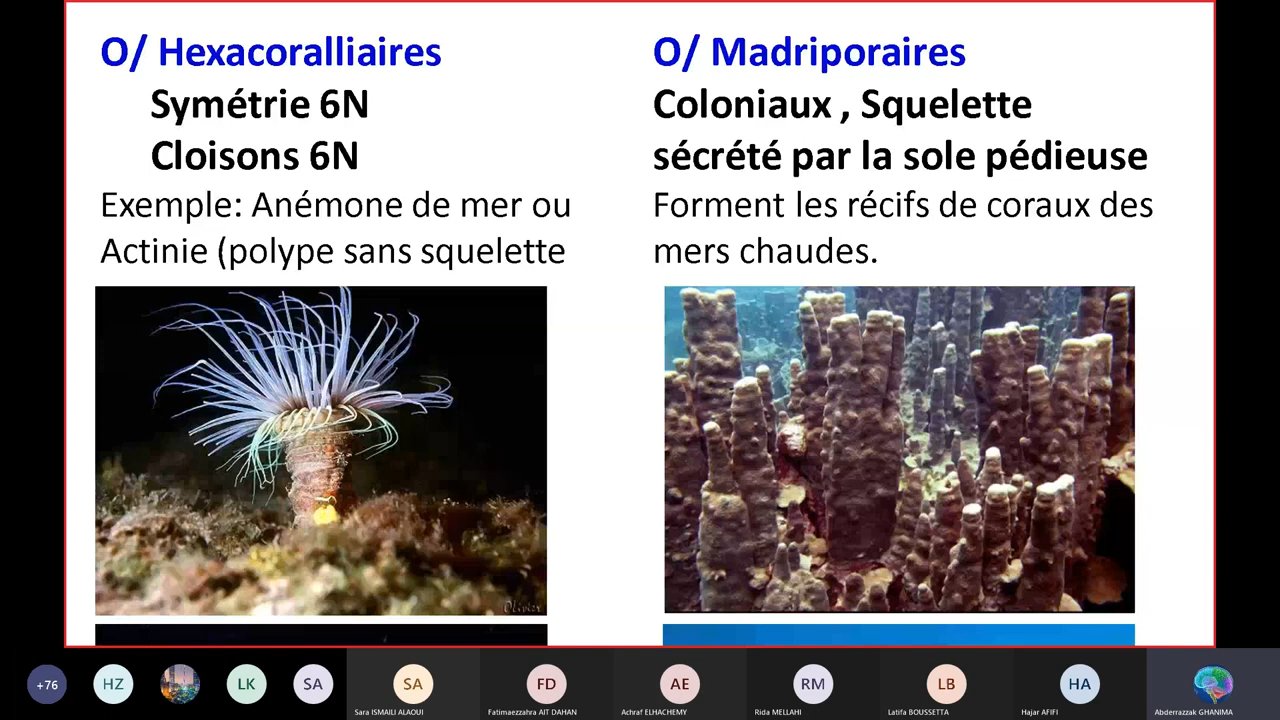 O/ Hexacoralliaires
Symétrie 6N
Cloisons 6N
Exemple: Anémone de mer ou
Actinie (polype sans squelette
O/ Madriporaires
Coloniaux , Squelette
sécrété par la sole pédieuse
Forment les récifs de coraux des
mers chaudes.
Olivier
+76
HZ
LK
SA
SA
Sara ISMAILI ALAOUI
FD
Fatimaezzahra AIT DAHAN
AE
Achraf ELHACHEMY
RM
Rida MELLAHI
LB
Latifa BOUSSETTA
HA
Hajar AFIFI
Abderrazzak GHANIMA